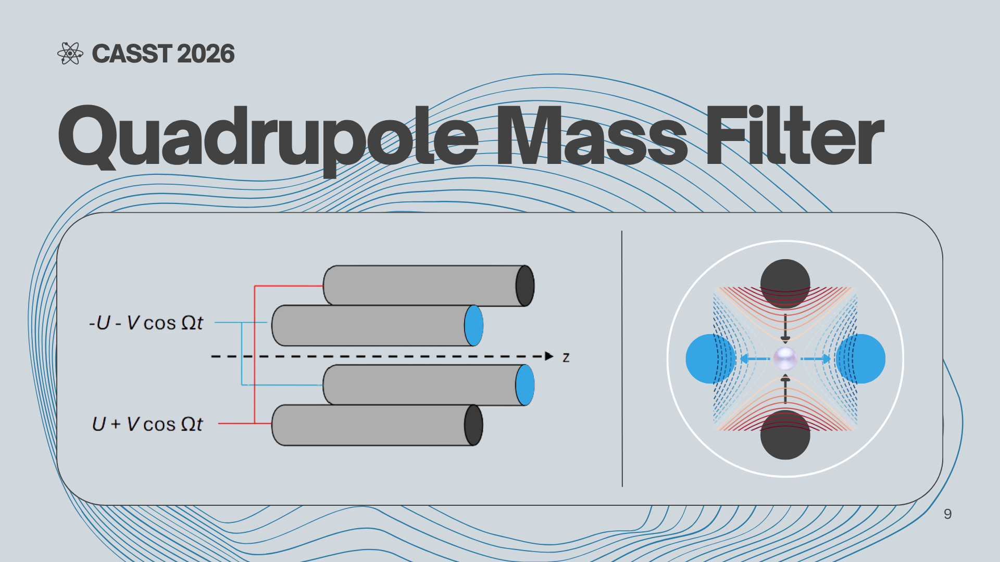 CASST 2026
Quadrupole Mass Filter
-U - V cos Ωt
z
U + V cos Ωt
9